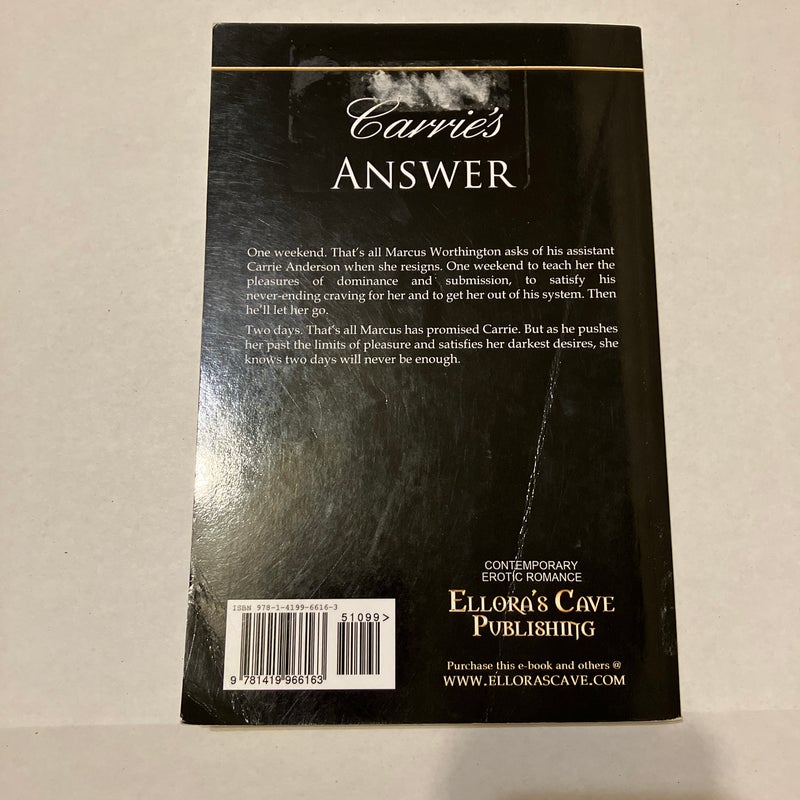 Carrie's
ANSWER
One weekend. That's all Marcus Worthington asks of his assistant
Carrie Anderson when she resigns. One weekend to teach her the
pleasures of dominance and submission, to satisfy his
never-ending craving for her and to get her out of his system. Then
he'll let her go.
Two days. That's all Marcus has promised Carrie. But as he pushes
her past the limits of pleasure and satisfies her darkest desires, she
knows two days will never be enough.
CONTEMPORARY
EROTIC ROMANCE
ELLORA'S CAVE
PUBLISHING
Purchase this e-book and others @
WWW.ELLORASCAVE.COM
ISBN 978-1-4199-6616-3
51099>
9 781419 966163